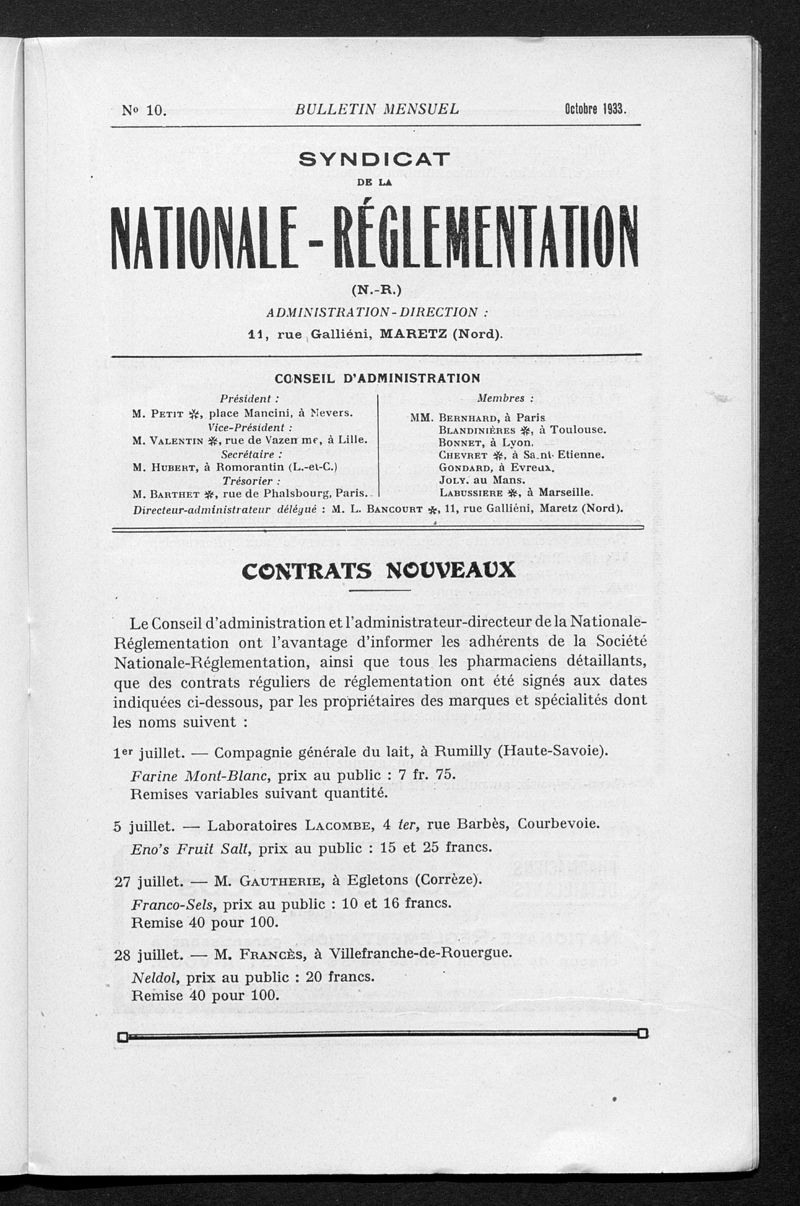 No 10.
BULLETIN MENSUEL
Octobre 1933.
SYNDICAT
DE LA
NATIONALE-RÉGLEMENTATION
(N.-R.)
ADMINISTRATION-DIRECTION :
11, rue Galliéni, MARETZ (Nord).
CONSEIL D'ADMINISTRATION
Président :
M. PETIT ✻, place Mancini, à Nevers.
Vice-Président :
M. VALENTIN ✻, rue de Vazemme, à Lille.
Secrétaire :
M. HUBERT, à Romorantin (L.-et-C.)
Trésorier :
M. BARTHET ✻, rue de Phalsbourg, Paris.
Membres :
MM. BERNHARD, à Paris
BLANDINIÈRES ✻, à Toulouse.
BONNET, à Lyon.
CHEVRET ✻, à Saint-Etienne.
GONDARD, à Evreux.
JOLY. au Mans.
LABUSSIERE ✻, à Marseille.
Directeur-administrateur délégué : M. L. BANCOURT ✻, 11, rue Galliéni, Maretz (Nord).
CONTRATS NOUVEAUX
Le Conseil d'administration et l'administrateur-directeur de la Nationale-
Réglementation ont l'avantage d'informer les adhérents de la Société
Nationale-Réglementation, ainsi que tous les pharmaciens détaillants,
que des contrats réguliers de réglementation ont été signés aux dates
indiquées ci-dessous, par les propriétaires des marques et spécialités dont
les noms suivent :
1er juillet. — Compagnie générale du lait, à Rumilly (Haute-Savoie).
Farine Mont-Blanc, prix au public : 7 fr. 75.
Remises variables suivant quantité.
5 juillet. — Laboratoires LACOMBE, 4 ter, rue Barbès, Courbevoie.
Eno's Fruit Salt, prix au public : 15 et 25 francs.
27 juillet. — M. GAUTHERIE, à Egletons (Corrèze).
Franco-Sels, prix au public : 10 et 16 francs.
Remise 40 pour 100.
28 juillet. — M. FRANCÈS, à Villefranche-de-Rouergue.
Neldol, prix au public : 20 francs.
Remise 40 pour 100.